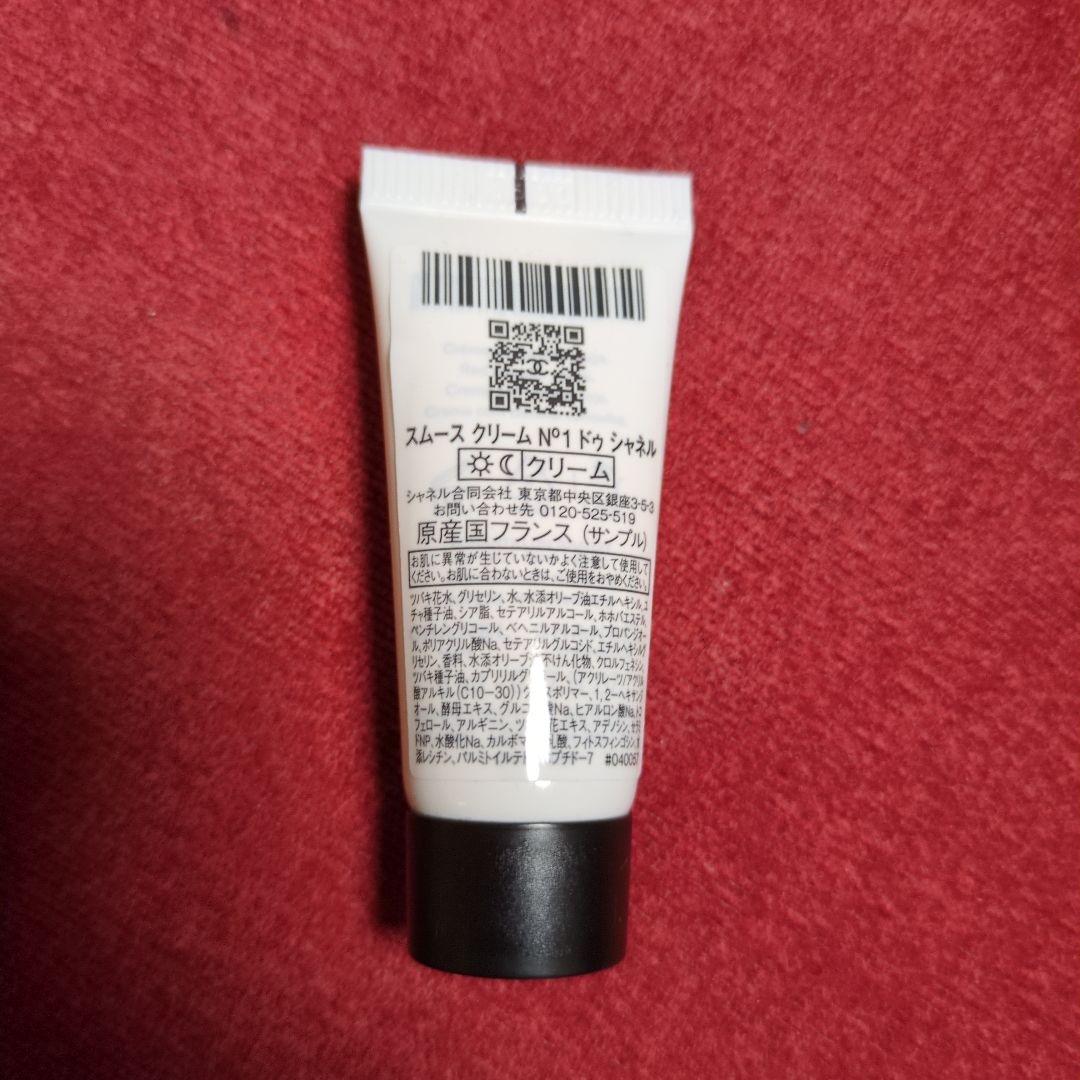 スムース クリーム Nº1 ドゥ シャネル
クリーム
シャネル合同会社 東京都中央区銀座3-5-3
お問い合わせ先 0120-525-519
原産国フランス (サンプル)
お肌に異常が生じていないかよく注意して使用して
ください。お肌に合わないときは、ご使用をおやめください。
ツバキ花水、グリセリン、水、水添オリーブ油エチルヘキシル、ユ
チャ種子油、シア脂、セテアリルアルコール、ホホバエステル、
ペンチレングリコール、ベヘニルアルコール、プロパンジオー
ル、ポリアクリル酸Na、セテアリルグルコシド、エチルヘキシルグ
リセリン、香料、水添オリーブ油不けん化物、クロルフェネシン、
ツバキ種子油、カプリリルグリコール、(アクリレーツ/アクリル
酸アルキル(C10-30))クロスポリマー、1,2-ヘキサンジ
オール、酵母エキス、グルコン酸Na、ヒアルロン酸Na、トコ
フェロール、アルギニン、ツバキ花エキス、アデノシン、セラミ
ドNP、水酸化Na、カルボマー、乳酸、フィトスフィンゴシン、水
添レシチン、パルミトイルテトラペプチド-7 #040057